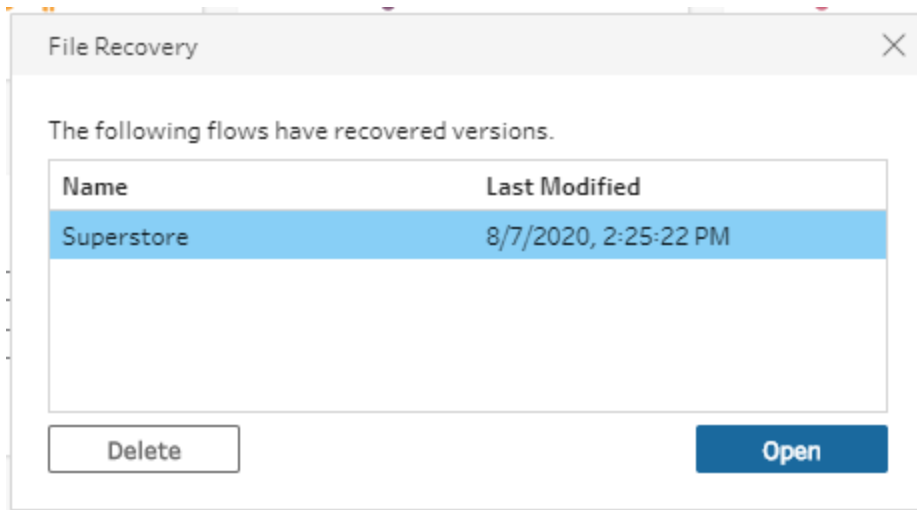 File Recovery
The following flows have recovered versions.
Name Last Modified
Superstore 8/7/2020, 2:25:22 PM
Delete Open